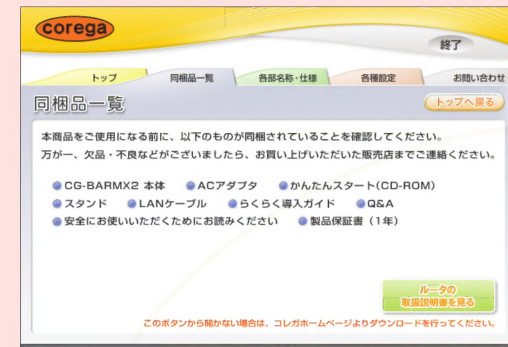 corega
終了
トップ 同梱品一覧 各部名称・仕様 各種設定 お問い合わせ
同梱品一覧
トップへ戻る
本商品をご使用になる前に、以下のものが同梱されていることを確認してください。
万が一、欠品・不良などがございましたら、お買い上げいただいた販売店までご連絡ください。
CG-BARMX2 本体 ACアダプタ かんたんスタート(CD-ROM)
スタンド LANケーブル らくらく導入ガイド Q&A
安全にお使いいただくためにお読みください 製品保証書（1年）
ルータの
取扱説明書を見る
このボタンから開かない場合は、コレガホームページよりダウンロードを行ってください。